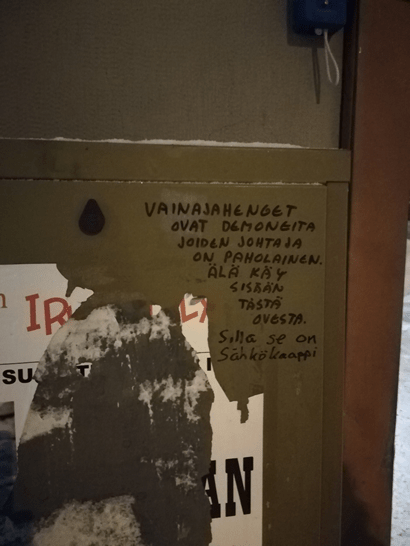 VAINAJAHENGET
OVAT DEMONEITA
JOIDEN JOHTAJA
ON PAHOLAINEN.
ÄLÄ KÄY
SISÄÄN
TÄSTÄ
OVESTA.
Sillä se on
Sähkökaappi